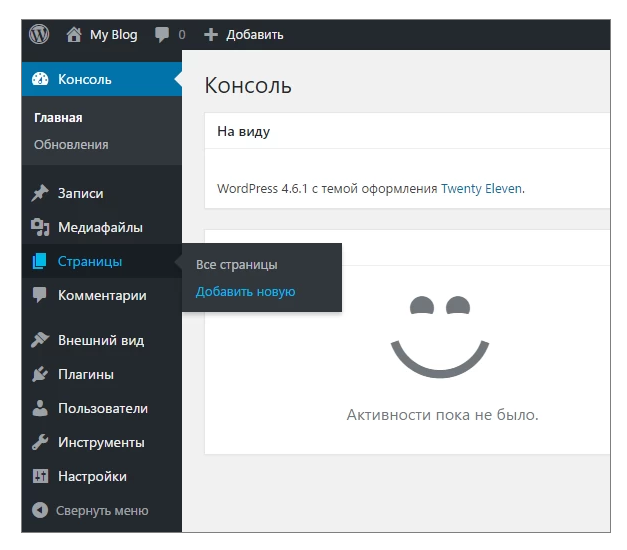 My Blog 0 Добавить
Консоль
Главная
Обновления
Записи
Медиафайлы
Страницы
Все страницы
Добавить новую
Комментарии
Внешний вид
Плагины
Пользователи
Инструменты
Настройки
Свернуть меню
Консоль
На виду
WordPress 4.6.1 с темой оформления Twenty Eleven.
Активности пока не было.